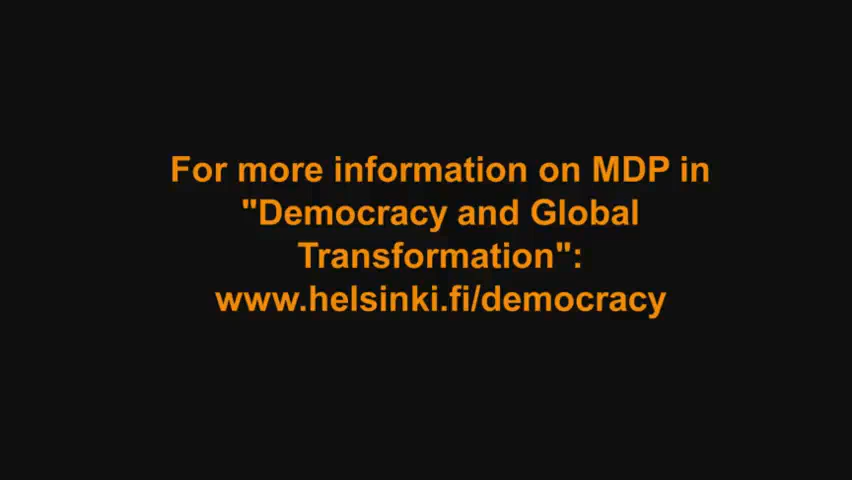 For more information on MDP in
"Democracy and Global
Transformation":
www.helsinki.fi/democracy